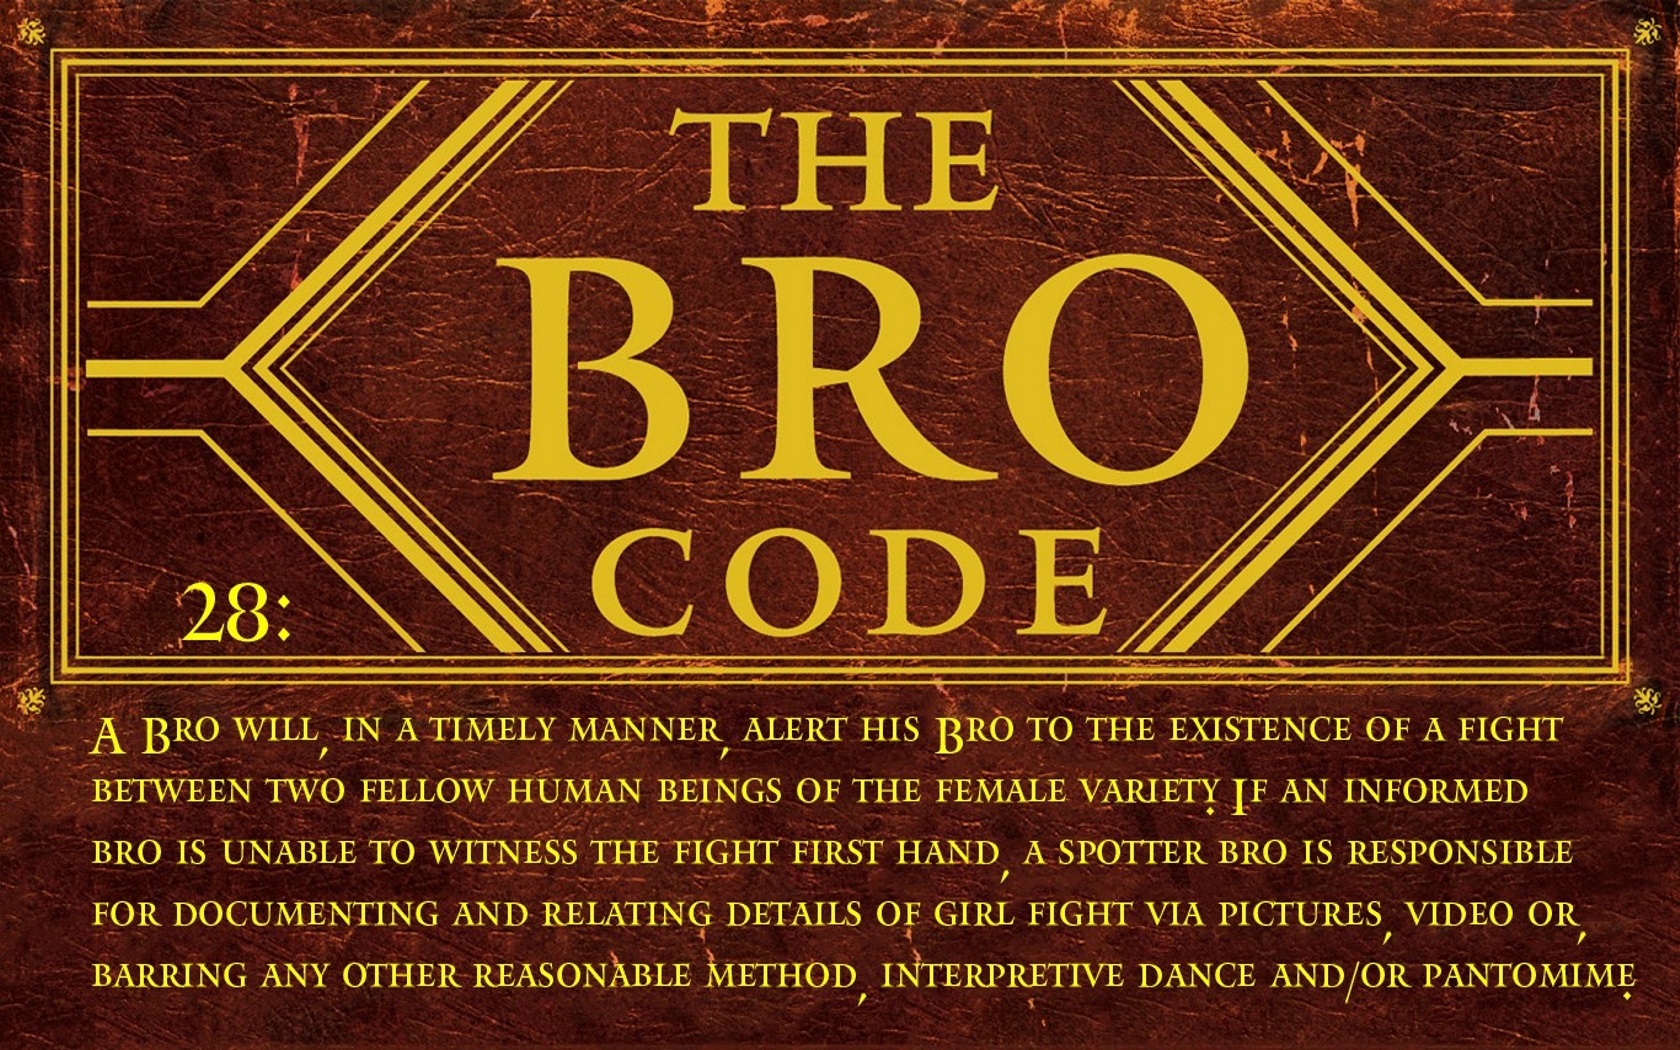 THE
BRO
CODE
28:
A Bro will, in a timely manner, alert his Bro to the existence of a fight
between two fellow human beings of the female variety. If an informed
bro is unable to witness the fight first hand, a spotter bro is responsible
for documenting and relating details of girl fight via pictures, video or,
barring any other reasonable method, interpretive dance and/or pantomime.